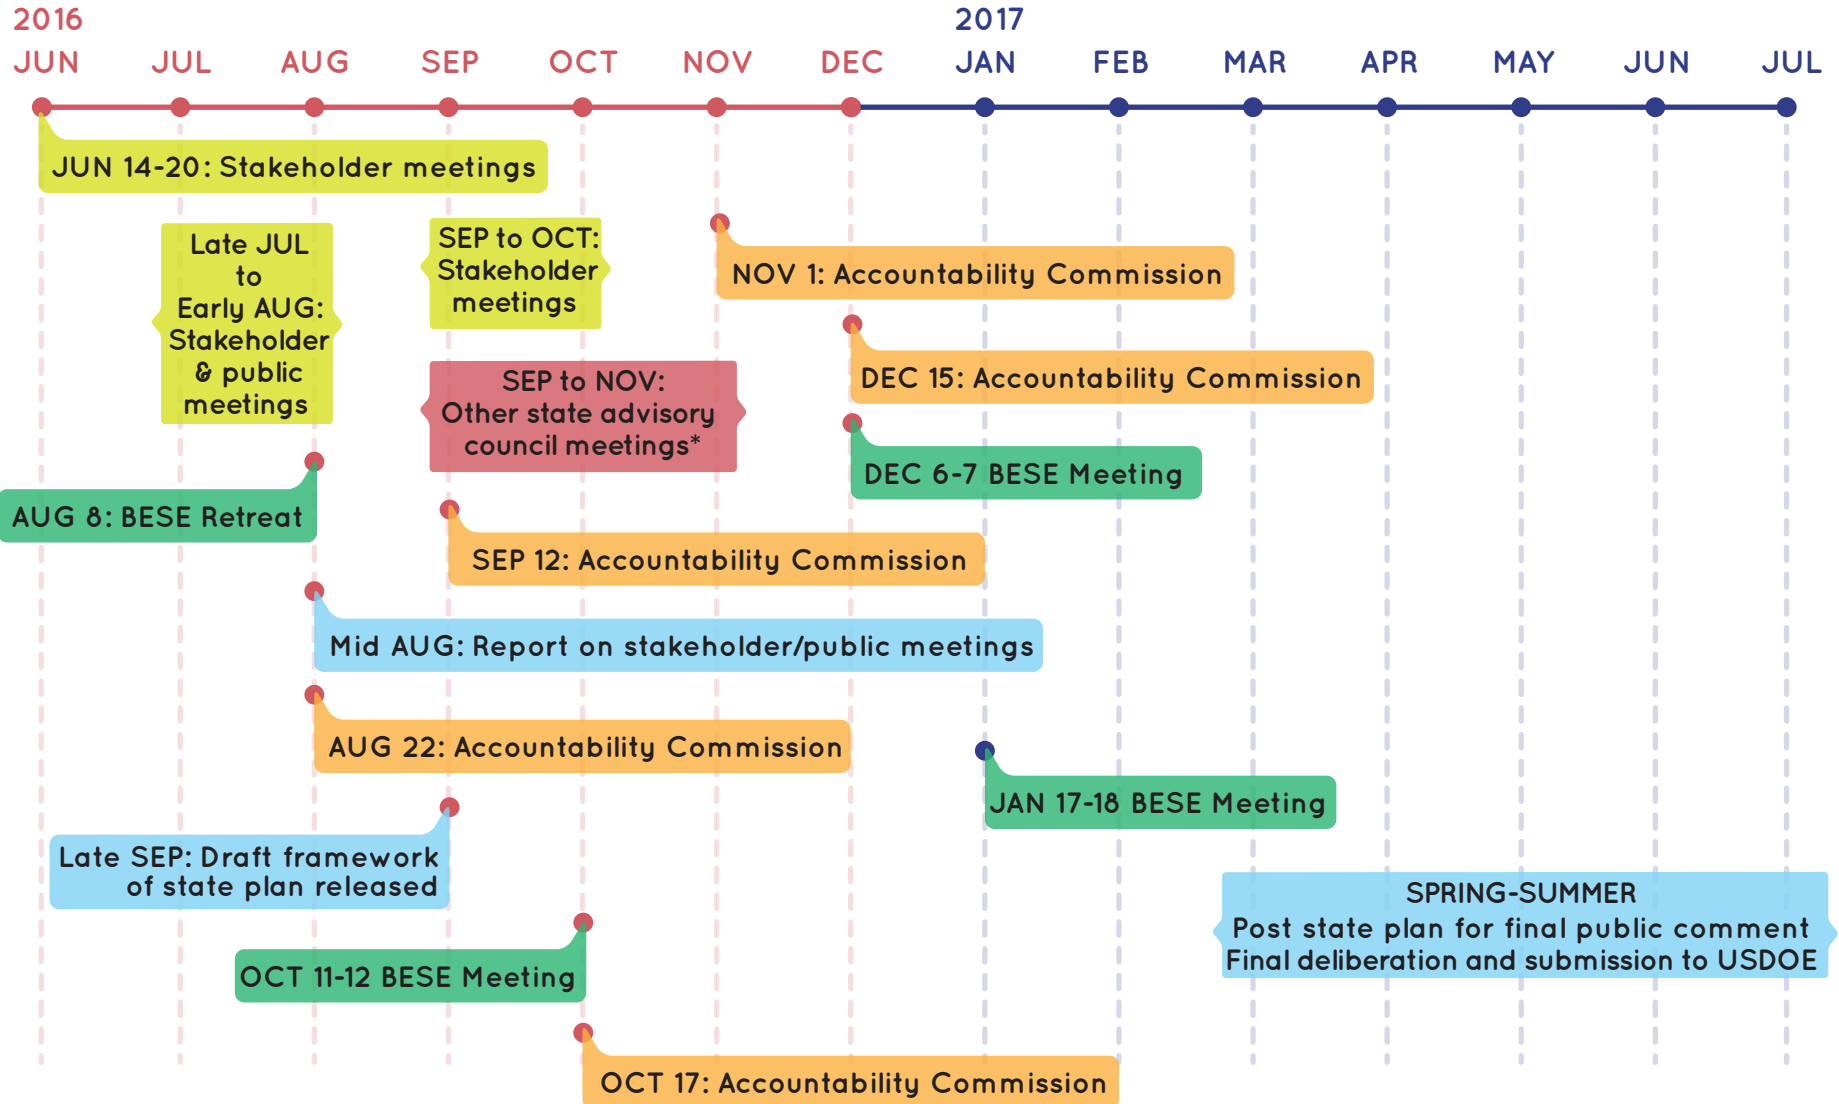 2016
2017
JUN JUL AUG SEP OCT NOV DEC JAN FEB MAR APR MAY JUN JUL
JUN 14-20: Stakeholder meetings
Late JUL
to
Early AUG:
Stakeholder
& public
meetings
SEP to OCT:
Stakeholder
meetings
NOV 1: Accountability Commission
DEC 15: Accountability Commission
SEP to NOV:
Other state advisory
council meetings*
DEC 6-7 BESE Meeting
AUG 8: BESE Retreat
SEP 12: Accountability Commission
Mid AUG: Report on stakeholder/public meetings
AUG 22: Accountability Commission
JAN 17-18 BESE Meeting
Late SEP: Draft framework
of state plan released
SPRING-SUMMER
Post state plan for final public comment
Final deliberation and submission to USDOE
OCT 11-12 BESE Meeting
OCT 17: Accountability Commission